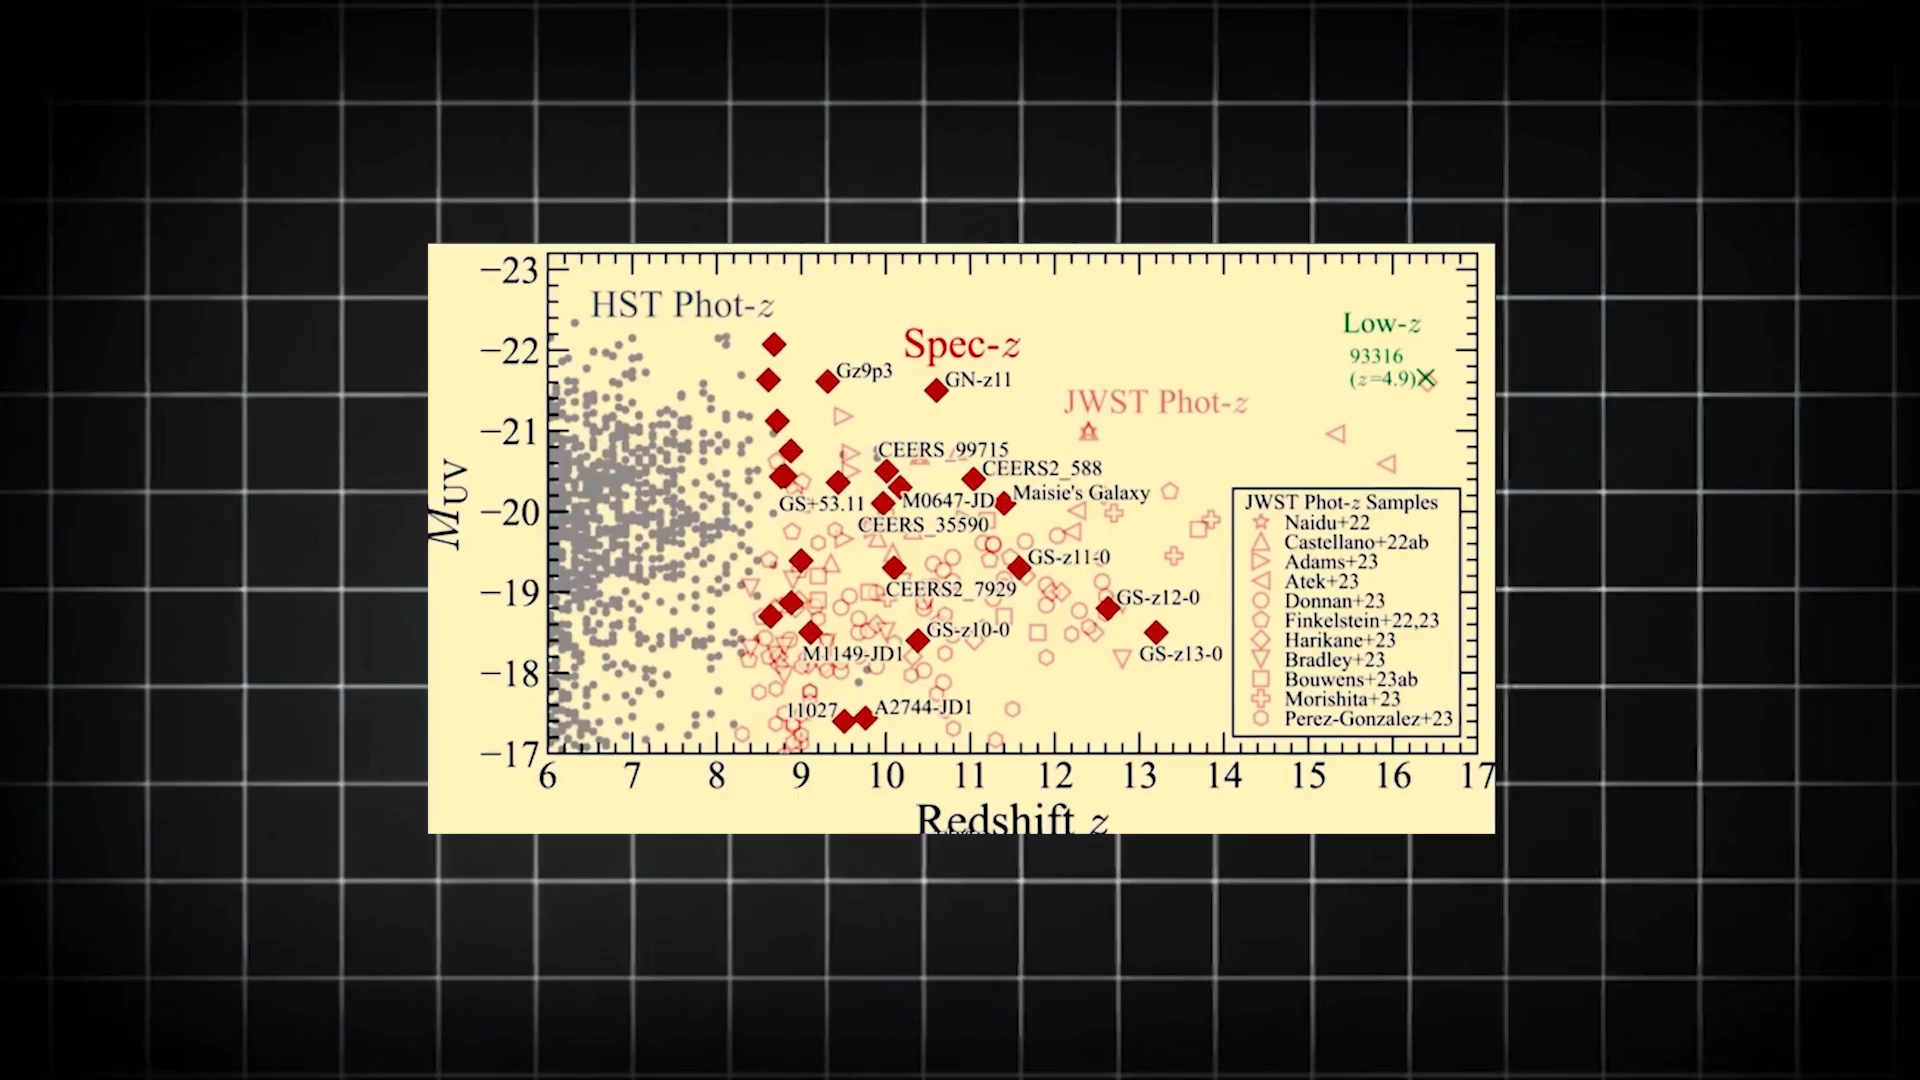 −23
HST Phot-z
Low-z
Spec-z
−22
93316
Gz9p3
GN-z11
(z=4.9)
JWST Phot-z
−21
CEERS_99715
CEERS2_588
MUV
Maisie's Galaxy
GS+53.11
M0647-JD
−20
CEERS_35590
JWST Phot-z Samples
Naidu+22
Castellano+22ab
Adams+23
Atek+23
Donnan+23
Finkelstein+22,23
Harikane+23
Bradley+23
Bouwens+23ab
Morishita+23
Perez-Gonzalez+23
GS-z11-0
−19
CEERS2_7929
GS-z12-0
GS-z10-0
M1149-JD1
GS-z13-0
−18
11027
A2744-JD1
−17
6 7 8 9 10 11 12 13 14 15 16 17
Redshift z